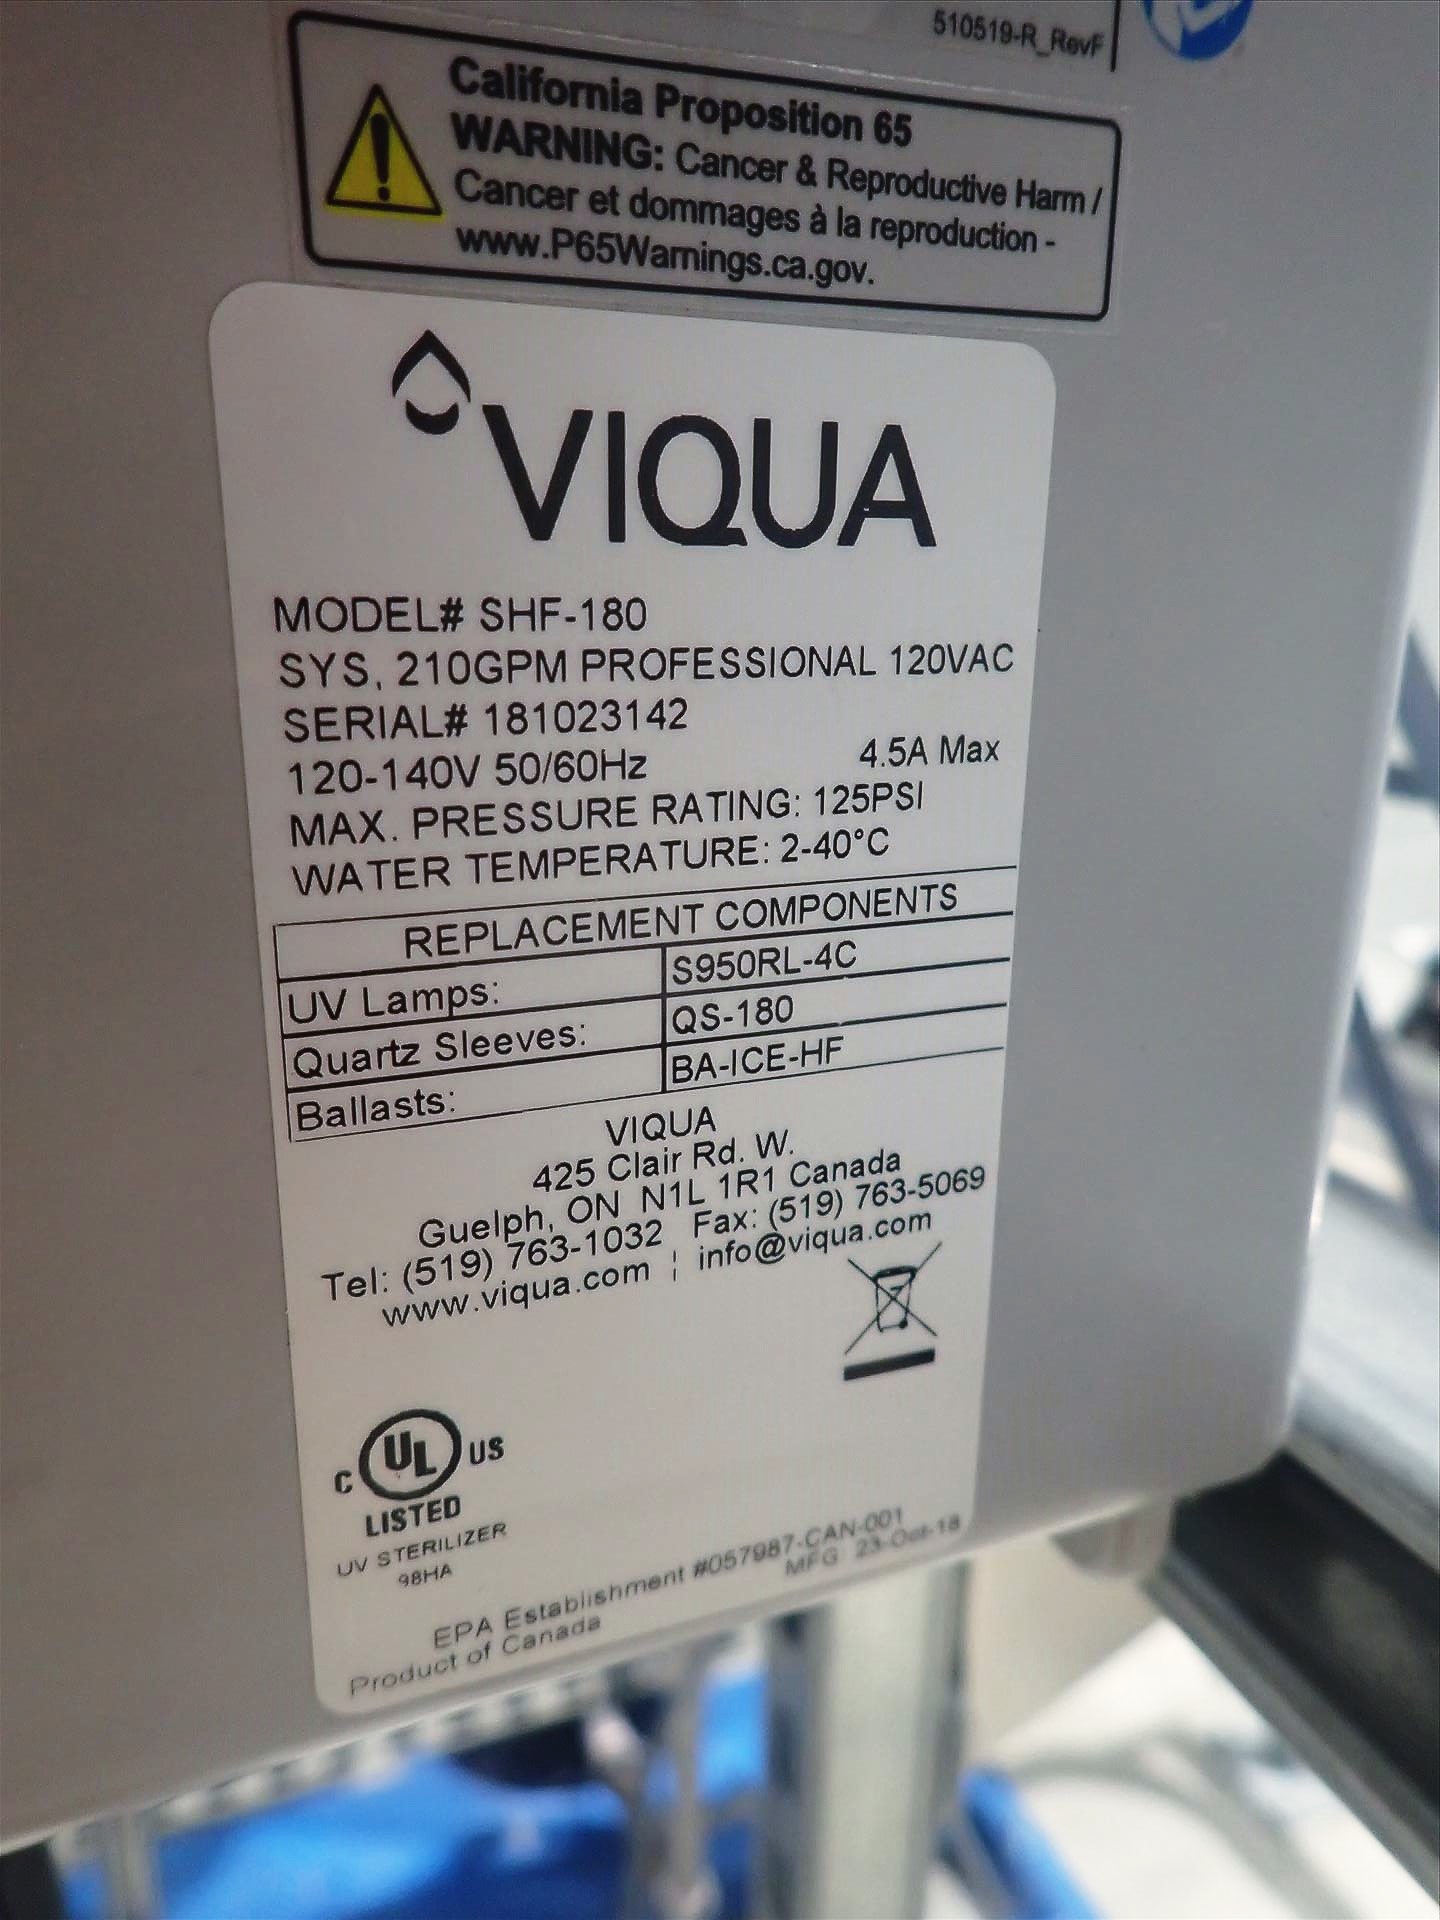 510519-R_RevF
California Proposition 65
WARNING: Cancer & Reproductive Harm /
Cancer et dommages à la reproduction -
www.P65Warnings.ca.gov.
VIQUA
MODEL# SHF-180
SYS, 210GPM PROFESSIONAL 120VAC
SERIAL# 181023142
120-140V 50/60Hz 4.5A Max
MAX. PRESSURE RATING: 125PSI
WATER TEMPERATURE: 2-40°C
REPLACEMENT COMPONENTS
UV Lamps: S950RL-4C
Quartz Sleeves: QS-180
Ballasts: BA-ICE-HF
VIQUA
425 Clair Rd. W.
Guelph, ON N1L 1R1 Canada
Tel: (519) 763-1032 Fax: (519) 763-5069
www.viqua.com ¦ info@viqua.com
C UL US
LISTED
UV STERILIZER
98HA
EPA Establishment #057987-CAN-001
Product of Canada MFG 23-Oct-18